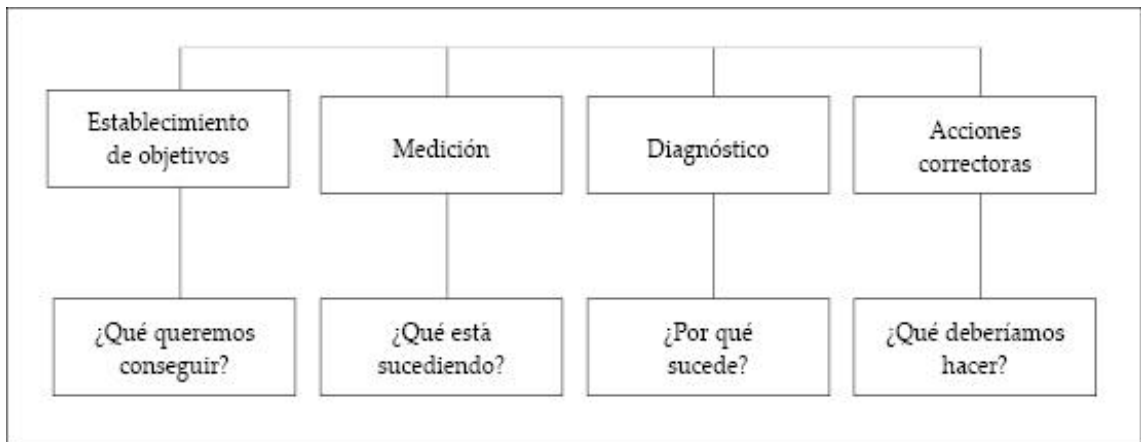 Establecimiento
de objetivos
Medición
Diagnóstico
Acciones
correctoras
¿Qué queremos
conseguir?
¿Qué está
sucediendo?
¿Por qué
sucede?
¿Qué deberíamos
hacer?